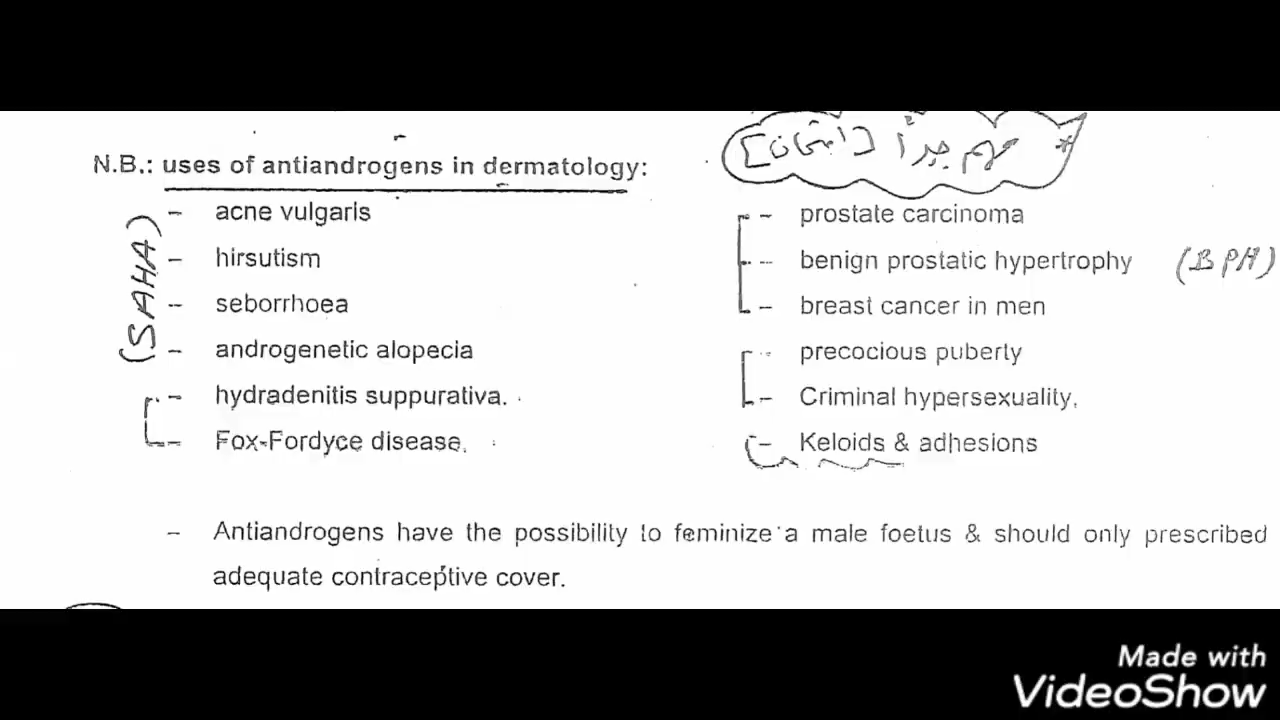 * مهم جداً [امتحان]
N.B.: uses of antiandrogens in dermatology:
(SAHA)
- acne vulgaris
- hirsutism
- seborrhoea
- androgenetic alopecia
- hydradenitis suppurativa.
- Fox-Fordyce disease.
- prostate carcinoma
- benign prostatic hypertrophy (BPH)
- breast cancer in men
- precocious puberty
- Criminal hypersexuality.
- Keloids & adhesions
- Antiandrogens have the possibility to feminize a male foetus & should only prescribed
adequate contraceptive cover.
Made with
VideoShow